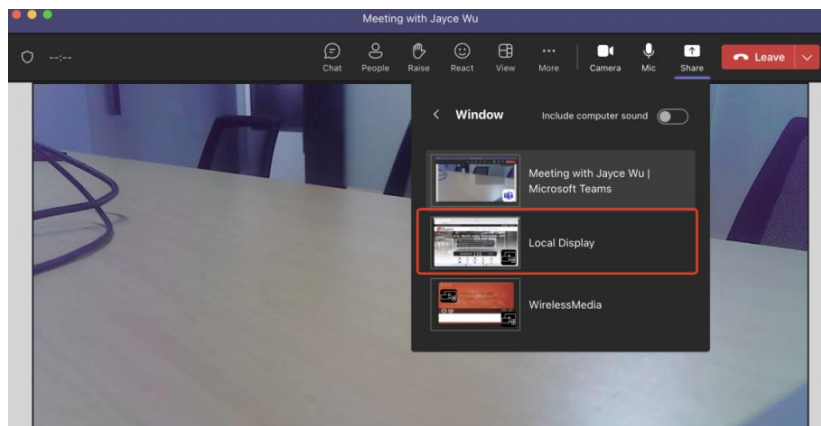 Meeting with Jayce Wu
--:--
Chat
People
Raise
React
View
More
Camera
Mic
Share
Leave
Window
Include computer sound
Meeting with Jayce Wu |
Microsoft Teams
Local Display
WirelessMedia